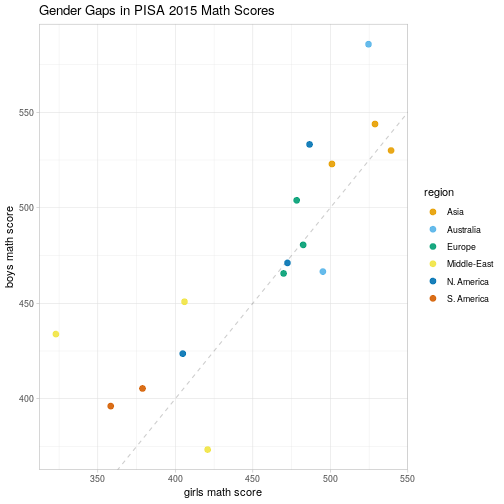 Gender Gaps in PISA 2015 Math Scores
boys math score
550
500
450
400
350
400
450
500
550
girls math score
region
Asia
Australia
Europe
Middle-East
N. America
S. America